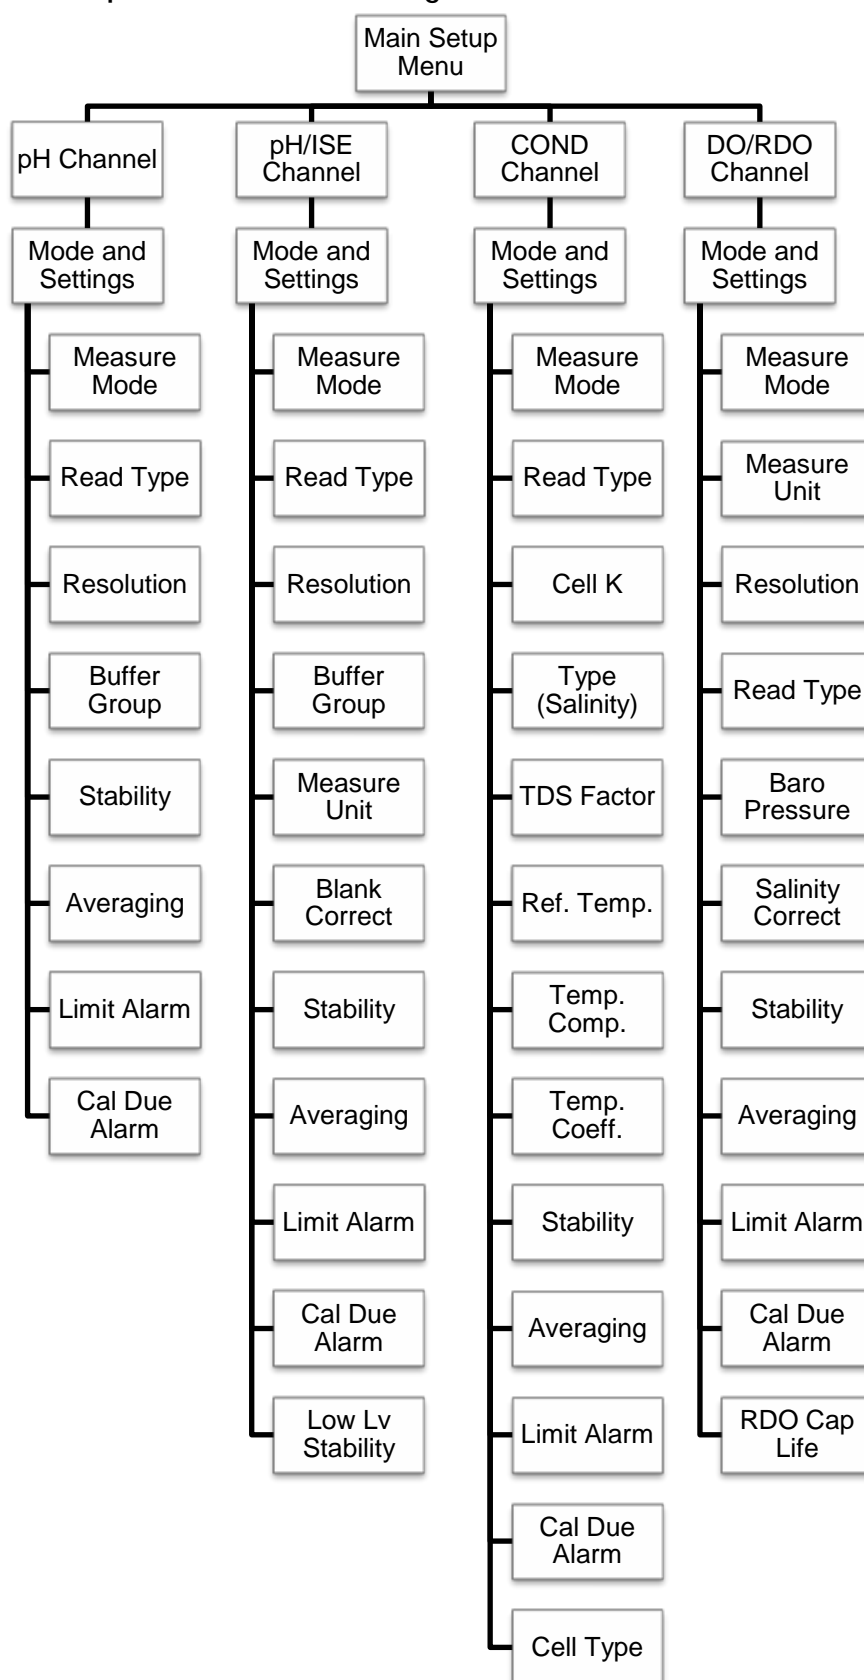 Main Setup
Menu
pH Channel
Mode and
Settings
Measure
Mode
Read Type
Resolution
Buffer
Group
Stability
Averaging
Limit Alarm
Cal Due
Alarm
pH/ISE
Channel
Mode and
Settings
Measure
Mode
Read Type
Resolution
Buffer
Group
Measure
Unit
Blank
Correct
Stability
Averaging
Limit Alarm
Cal Due
Alarm
Low Lv
Stability
COND
Channel
Mode and
Settings
Measure
Mode
Read Type
Cell K
Type
(Salinity)
TDS Factor
Ref. Temp.
Temp.
Comp.
Temp.
Coeff.
Stability
Averaging
Limit Alarm
Cal Due
Alarm
Cell Type
DO/RDO
Channel
Mode and
Settings
Measure
Mode
Measure
Unit
Resolution
Read Type
Baro
Pressure
Salinity
Correct
Stability
Averaging
Limit Alarm
Cal Due
Alarm
RDO Cap
Life